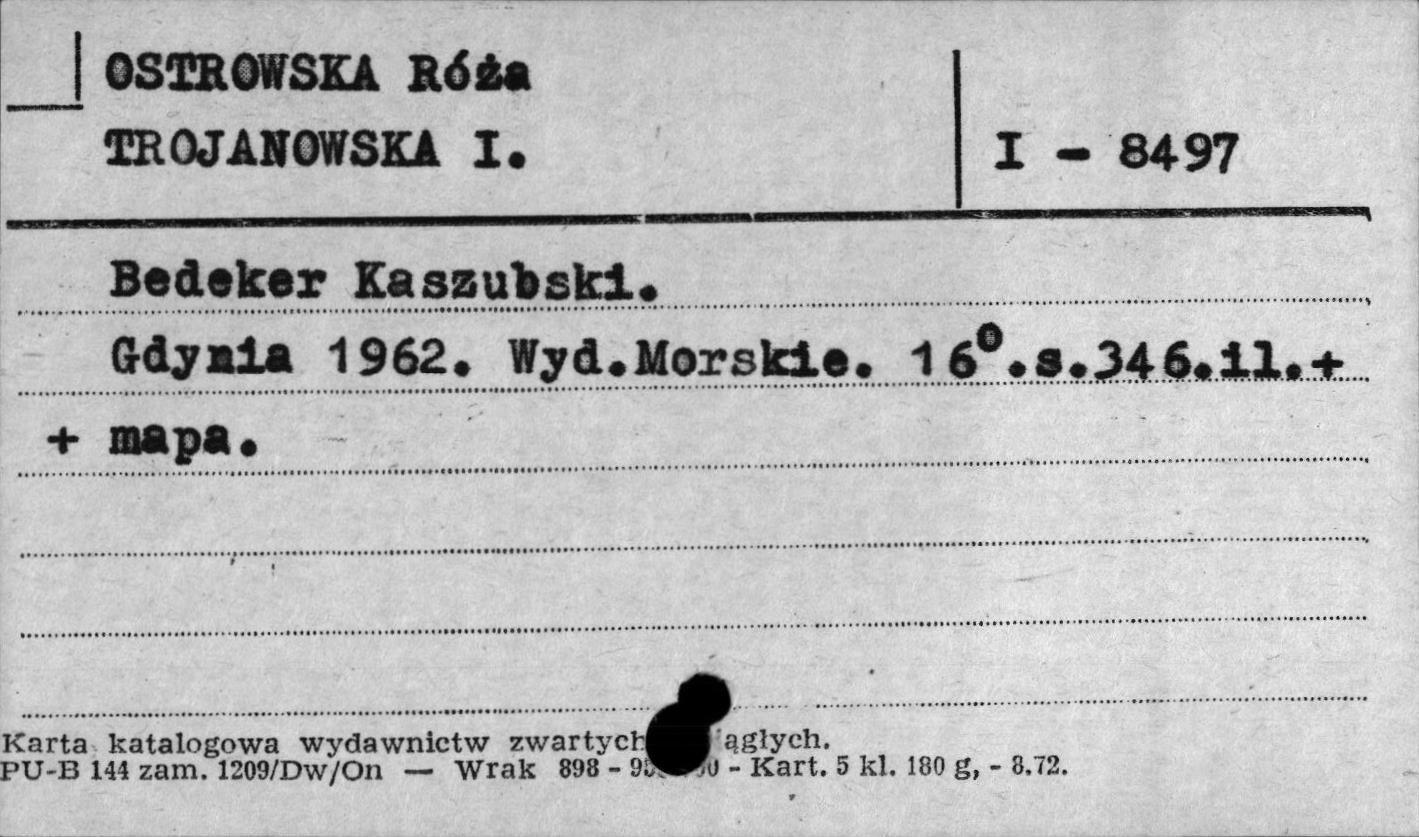 OSTROWSKA Róża
TROJANOWSKA I.
I - 8497
Bedeker Kaszubski.
Gdynia 1962. Wyd.Morskie. 16°.s.346.il.+
+ mapa.
Karta katalogowa wydawnictw
PU-B 144 zam. 1209/Dw/On — Wrak 898 - - Kart. 5 kl. 180 g, - 8.72.